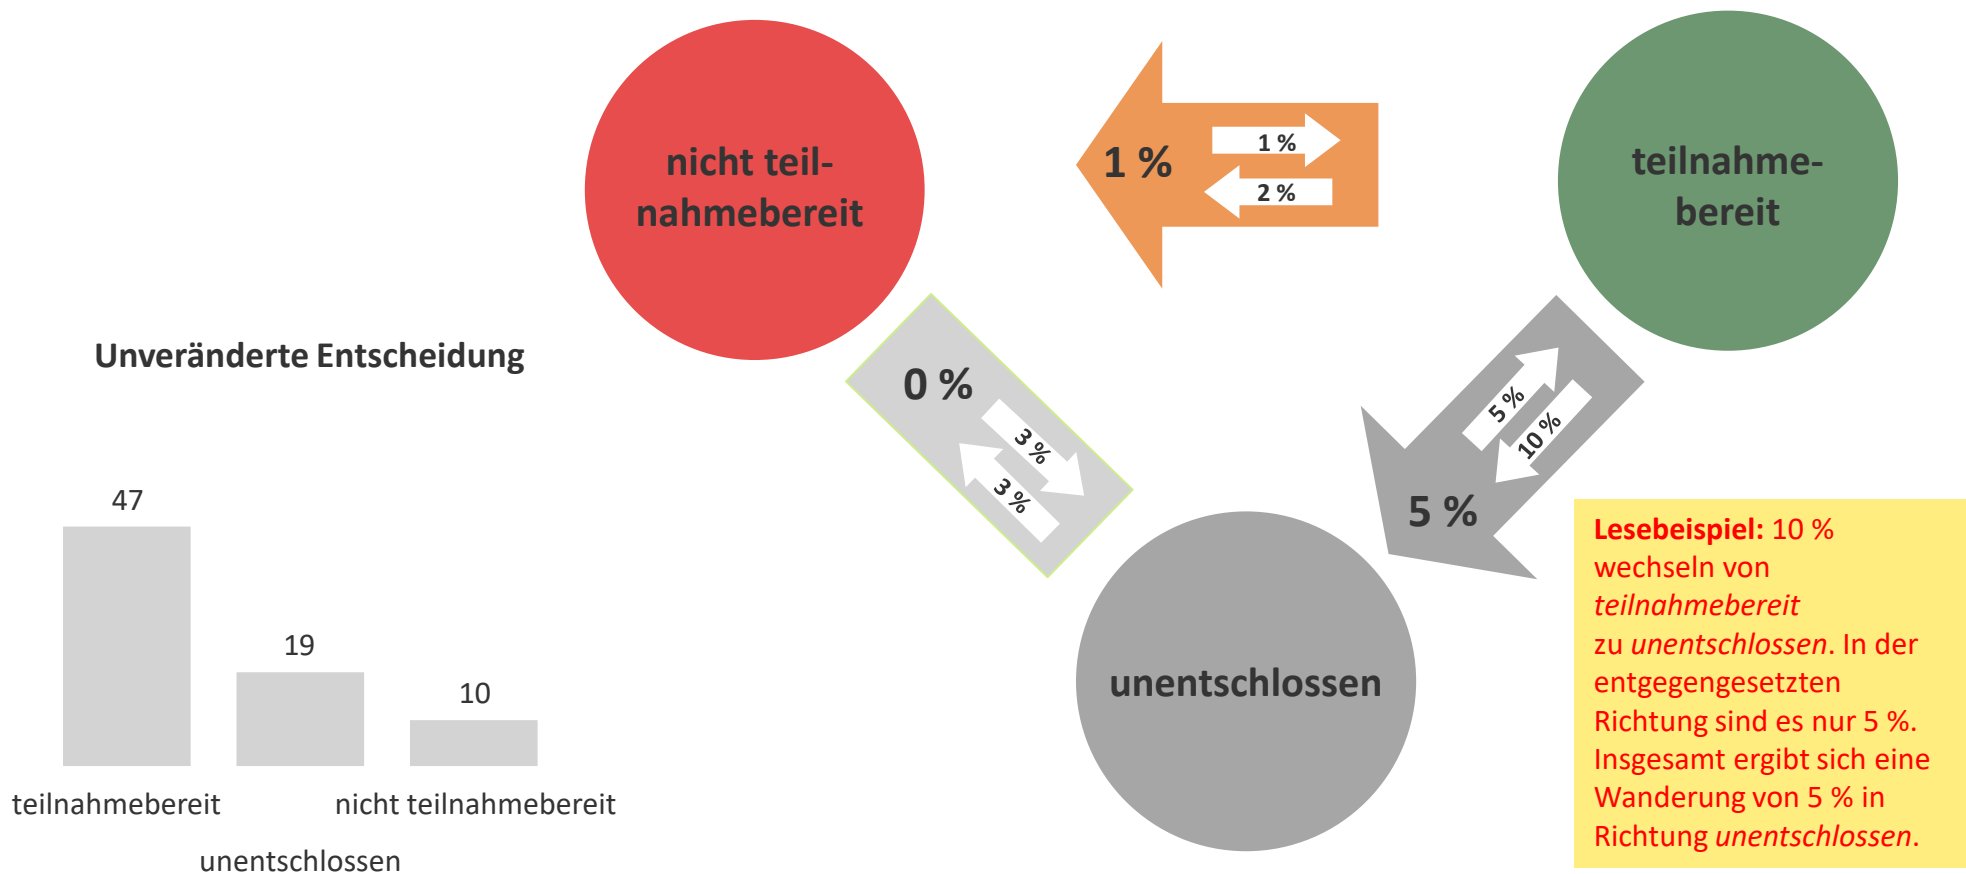 nicht teil-
nahmebereit
1 %
1 %
2 %
teilnahme-
bereit
Unveränderte Entscheidung
0 %
3 %
3 %
5 %
10 %
5 %
unentschlossen
47
19
10
teilnahmebereit
nicht teilnahmebereit
unentschlossen
Lesebeispiel: 10 %
wechseln von
teilnahmebereit
zu unentschlossen. In der
entgegengesetzten
Richtung sind es nur 5 %.
Insgesamt ergibt sich eine
Wanderung von 5 % in
Richtung unentschlossen.